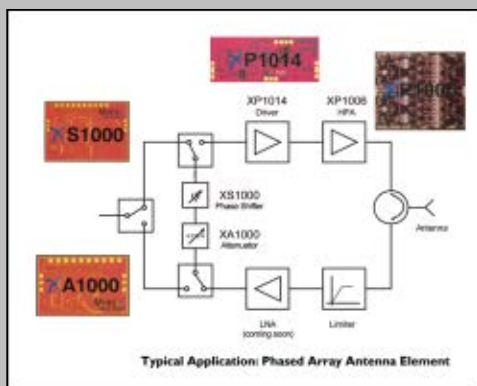 XP1014
S1000
XP1014
Driver
XP1006
HPA
XS1000
Phase Shifter
XA1000
Attenuator
Antenna
A1000
LNA
(coming soon)
Limiter
Typical Application: Phased Array Antenna Element